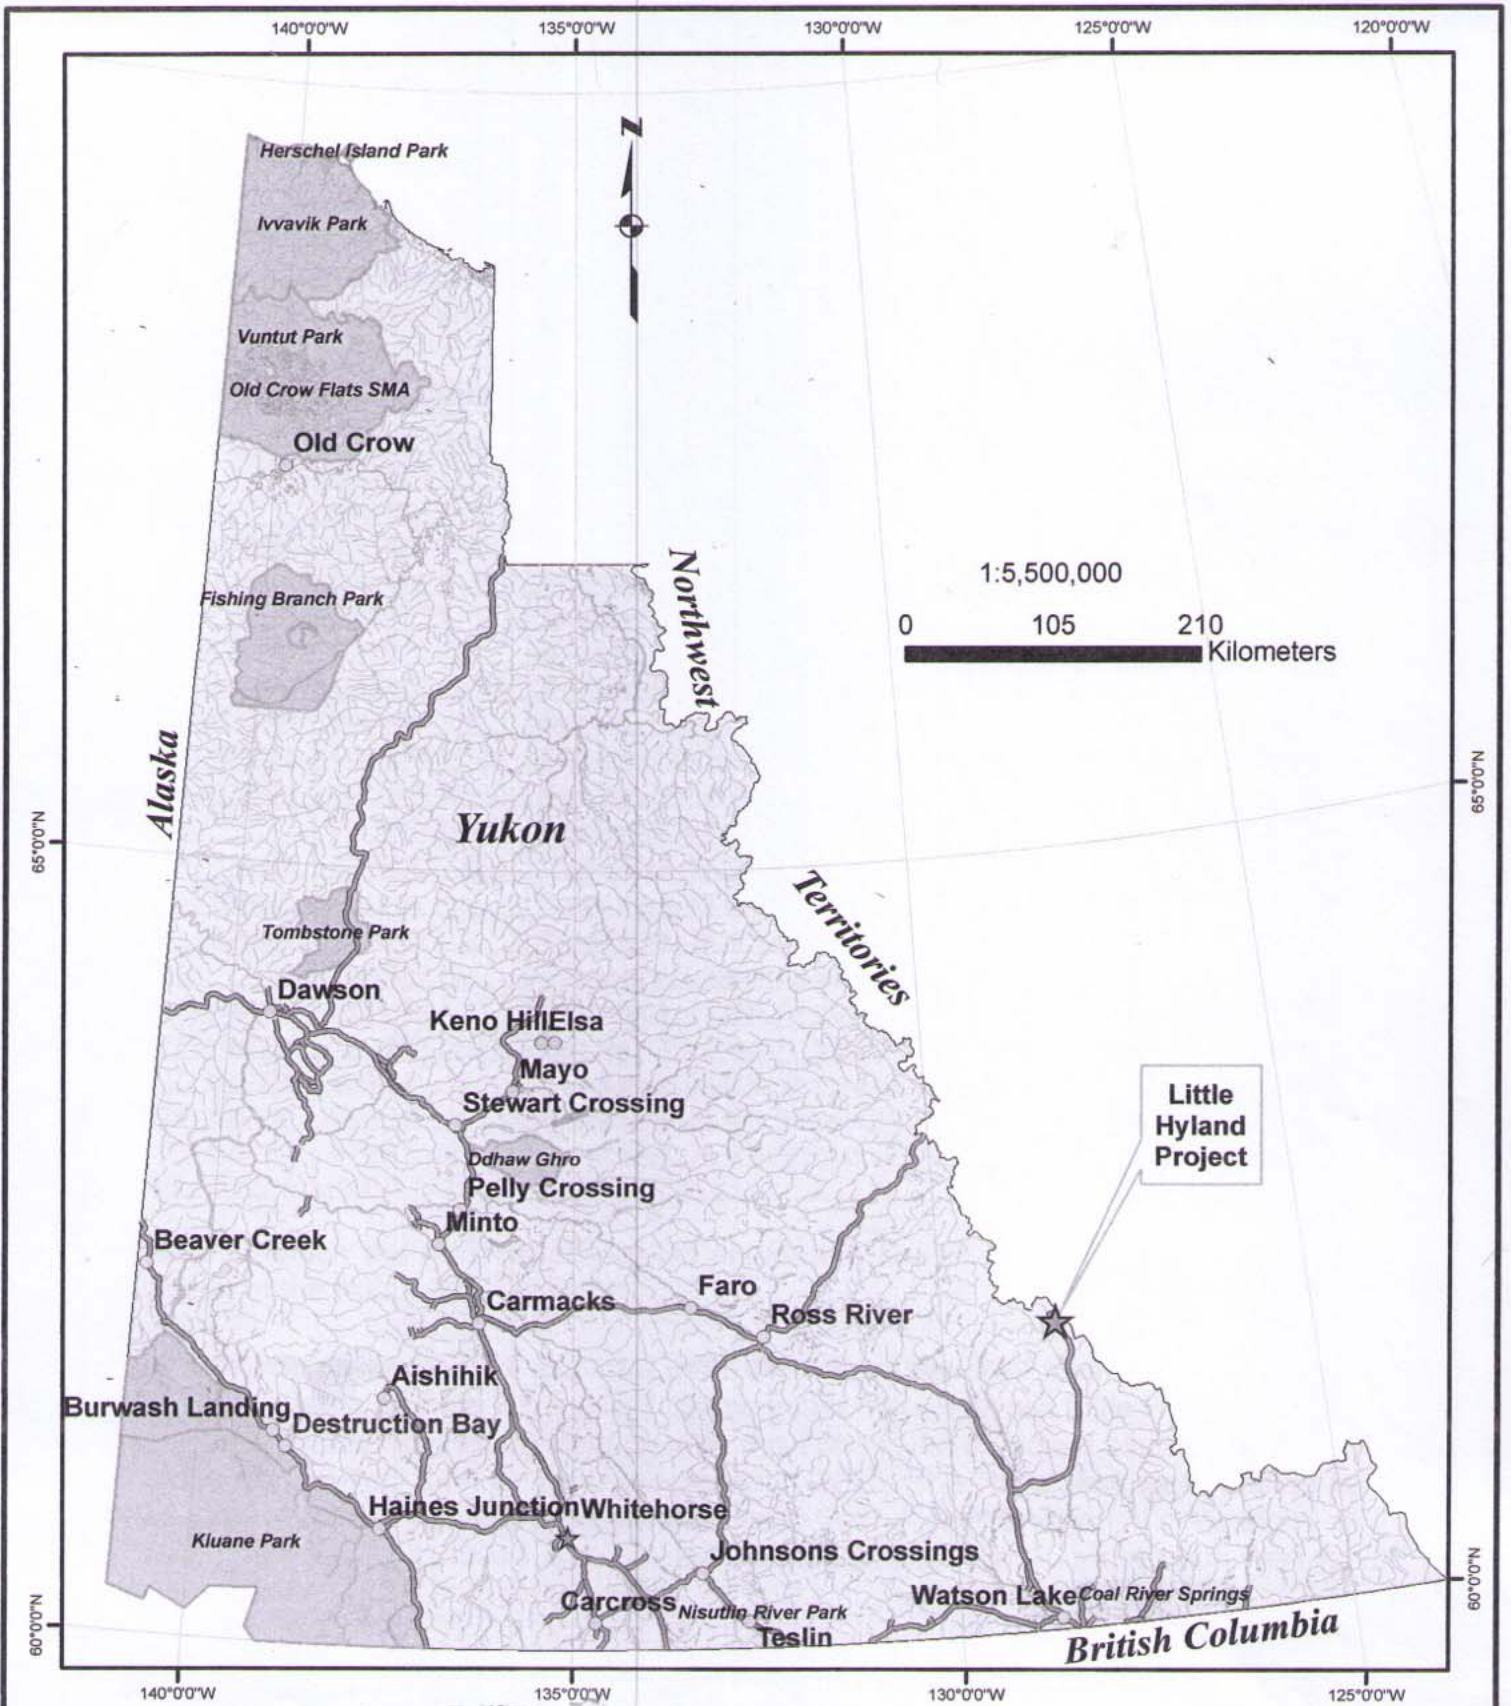 140°0'0"W
135°0'0"W
130°0'0"W
125°0'0"W
120°0'0"W
N
Herschel Island Park
Ivvavik Park
Vuntut Park
Old Crow Flats SMA
Old Crow
Northwest
1:5,500,000
Fishing Branch Park
0 105 210
Kilometers
Alaska
65°0'0"N
65°0'0"N
Yukon
Territories
Tombstone Park
Dawson
Keno Hill Elsa
Mayo
Stewart Crossing
Little
Hyland
Project
Ddhaw Ghro
Pelly Crossing
Minto
Beaver Creek
Faro
Carmacks
Ross River
Aishihik
Burwash Landing
Destruction Bay
Haines Junction
Whitehorse
Kluane Park
Johnsons Crossings
60°0'0"N
60°0'0"N
Watson Lake
Coal River Springs
Carcross
Nisutlin River Park
Teslin
British Columbia
140°0'0"W
135°0'0"W
130°0'0"W
125°0'0"W